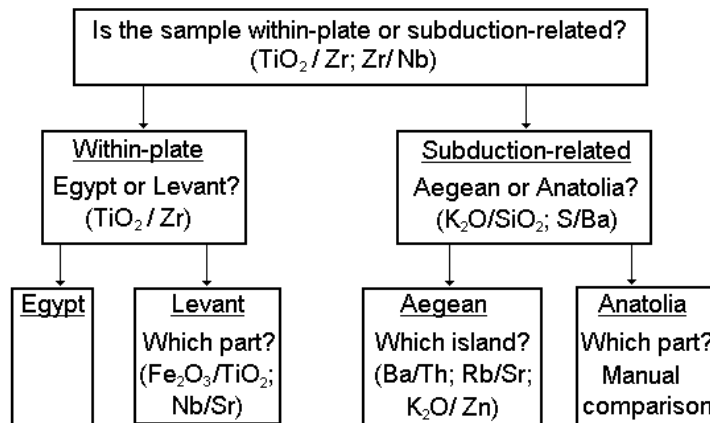 Is the sample within-plate or subduction-related?
(TiO₂ / Zr; Zr/ Nb)
Within-plate
Egypt or Levant?
(TiO₂ / Zr)
Subduction-related
Aegean or Anatolia?
(K₂O/SiO₂; S/Ba)
Egypt
Levant
Which part?
(Fe₂O₃/TiO₂;
Nb/Sr)
Aegean
Which island?
(Ba/Th; Rb/Sr;
K₂O/ Zn)
Anatolia
Which part?
Manual
comparison